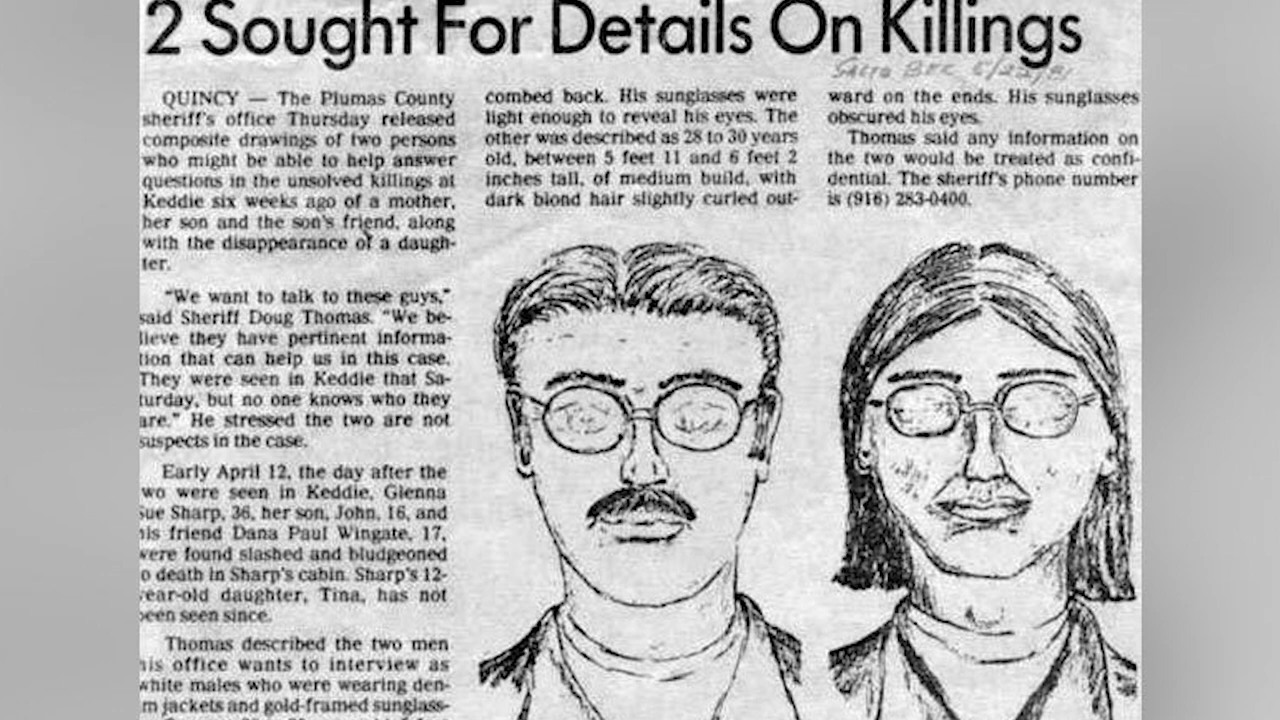 2 Sought For Details On Killings
Sacto Bee 5/22/81
QUINCY — The Plumas County
sheriff's office Thursday released
composite drawings of two persons
who might be able to help answer
questions in the unsolved killings at
Keddie six weeks ago of a mother,
her son and the son's friend, along
with the disappearance of a daugh-
ter.
"We want to talk to these guys,"
said Sheriff Doug Thomas. "We be-
lieve they have pertinent informa-
tion that can help us in this case.
They were seen in Keddie that Sa-
turday, but no one knows who they
are." He stressed the two are not
suspects in the case.
Early April 12, the day after the
wo were seen in Keddie, Glenna
Sue Sharp, 36, her son, John, 16, and
his friend Dana Paul Wingate, 17,
were found slashed and bludgeoned
o death in Sharp's cabin. Sharp's 12-
year-old daughter, Tina, has not
been seen since.
Thomas described the two men
his office wants to interview as
white males who were wearing den-
m jackets and gold-framed sunglass-
combed back. His sunglasses were
light enough to reveal his eyes. The
other was described as 28 to 30 years
old, between 5 feet 11 and 6 feet 2
inches tall, of medium build, with
dark blond hair slightly curled out-
ward on the ends. His sunglasses
obscured his eyes.
Thomas said any information on
the two would be treated as confi-
dential. The sheriff's phone number
is (916) 283-0400.